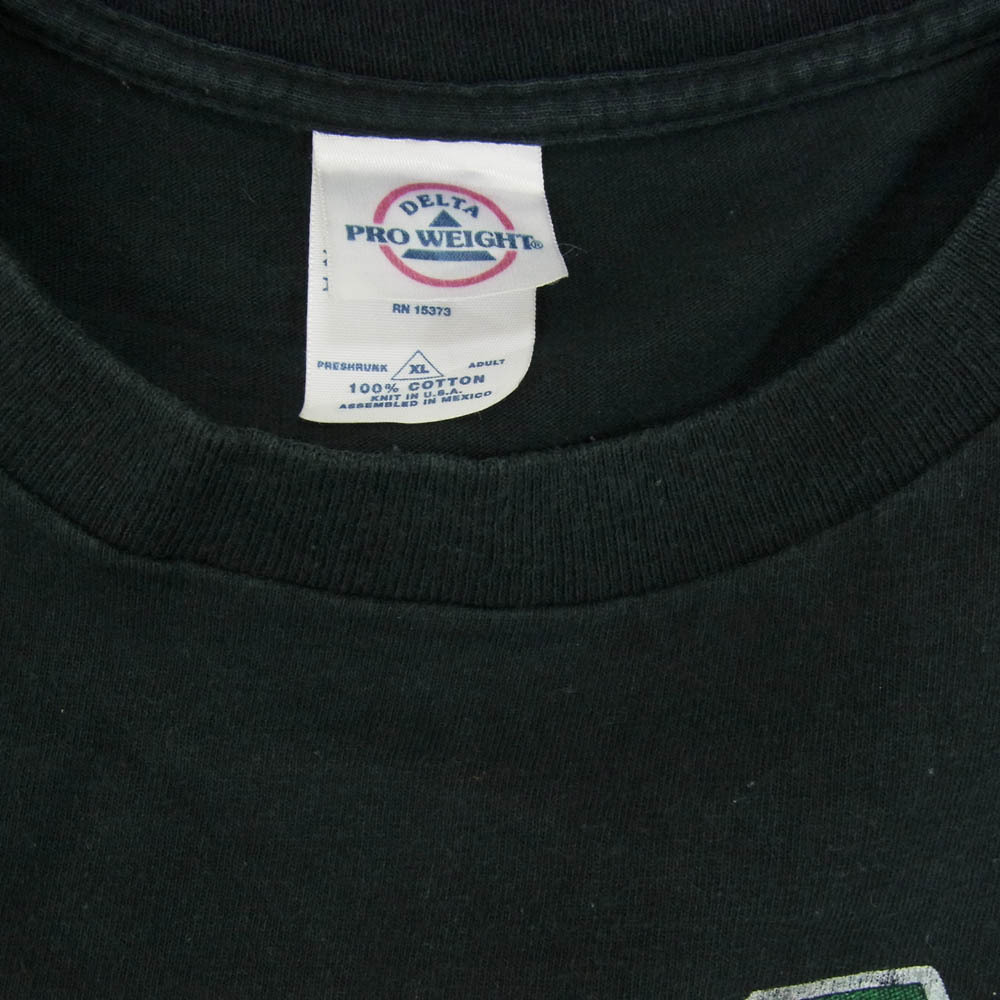 DELTA
PRO WEIGHT®
RN 15373
PRESHRUNK XL ADULT
100% COTTON
KNIT IN U.S.A.
ASSEMBLED IN MEXICO